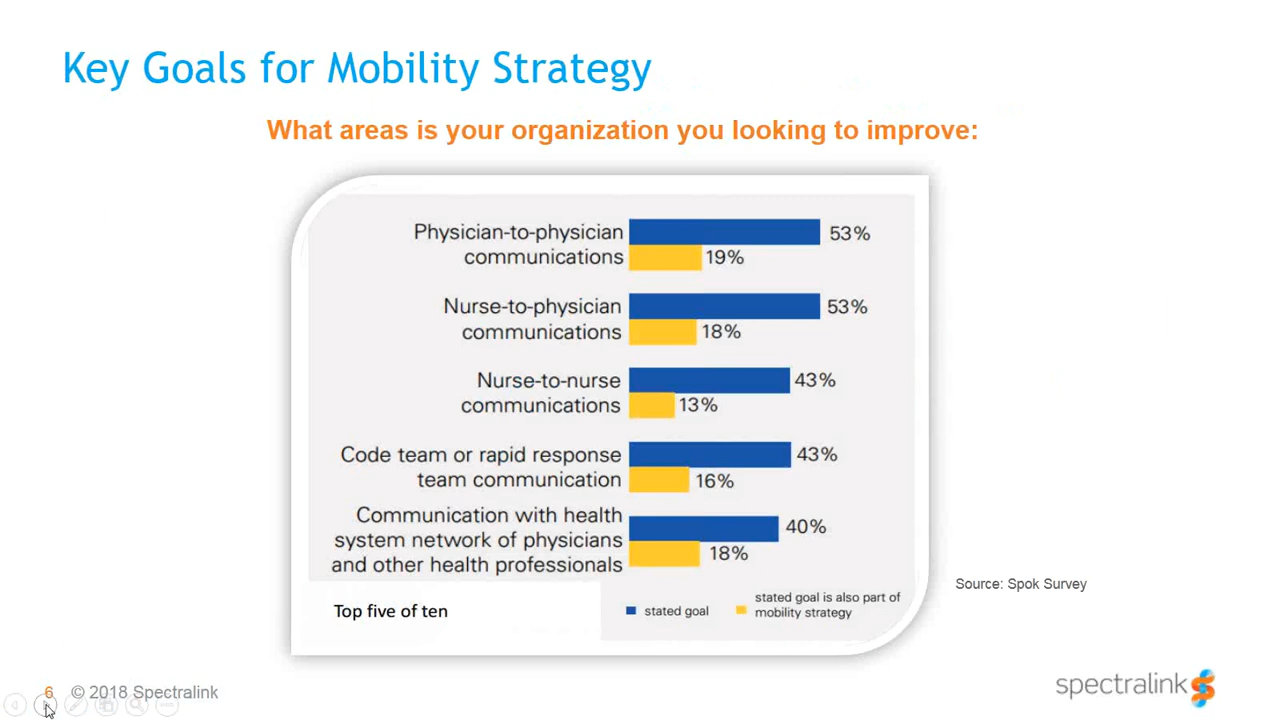 Key Goals for Mobility Strategy
What areas is your organization you looking to improve:
Physician-to-physician
communications
53%
19%
Nurse-to-physician
communications
53%
18%
Nurse-to-nurse
communications
43%
13%
Code team or rapid response
team communication
43%
16%
Communication with health
system network of physicians
and other health professionals
40%
18%
Top five of ten
stated goal
stated goal is also part of
mobility strategy
Source: Spok Survey
6 © 2018 Spectralink
spectralink